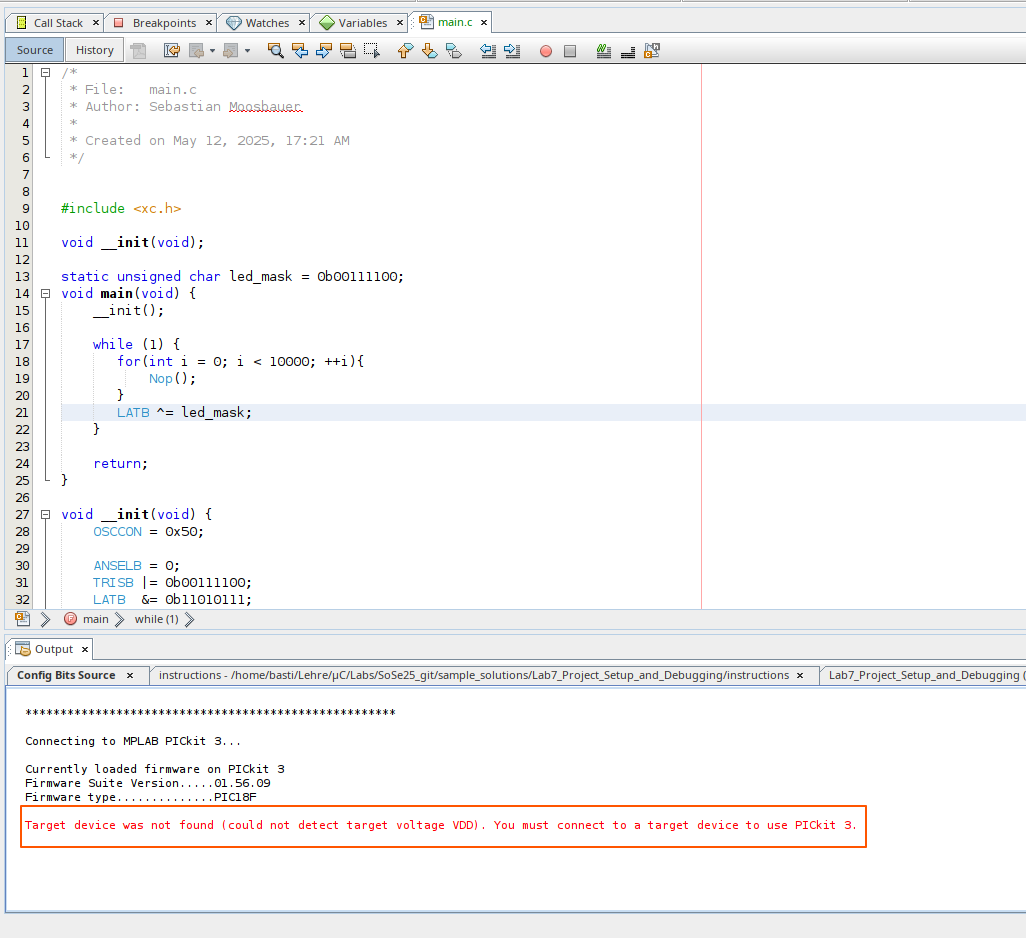 Call Stack × Breakpoints × Watches × Variables × main.c ×
Source History
1 /*
2 * File:   main.c
3 * Author: Sebastian Moosbauer
4 *
5 * Created on May 12, 2025, 17:21 AM
6 */
7
8
9 #include <xc.h>
10
11 void __init(void);
12
13 static unsigned char led_mask = 0b00111100;
14 void main(void) {
15     __init();
16
17     while (1) {
18        for(int i = 0; i < 10000; ++i){
19            Nop();
20        }
21        LATB ^= led_mask;
22     }
23
24     return;
25 }
26
27 void __init(void) {
28     OSCCON = 0x50;
29
30     ANSELB = 0;
31     TRISB |= 0b00111100;
32     LATB  &= 0b11010111;
main while (1)
Output ×
Config Bits Source × instructions - /home/basti/Lehre/µC/Labs/SoSe25_git/sample_solutions/Lab7_Project_Setup_and_Debugging/instructions × Lab7_Project_Setup_and_Debugging (
*****************************************************
Connecting to MPLAB PICkit 3...
Currently loaded firmware on PICkit 3
Firmware Suite Version.....01.56.09
Firmware type..............PIC18F
Target device was not found (could not detect target voltage VDD). You must connect to a target device to use PICkit 3.